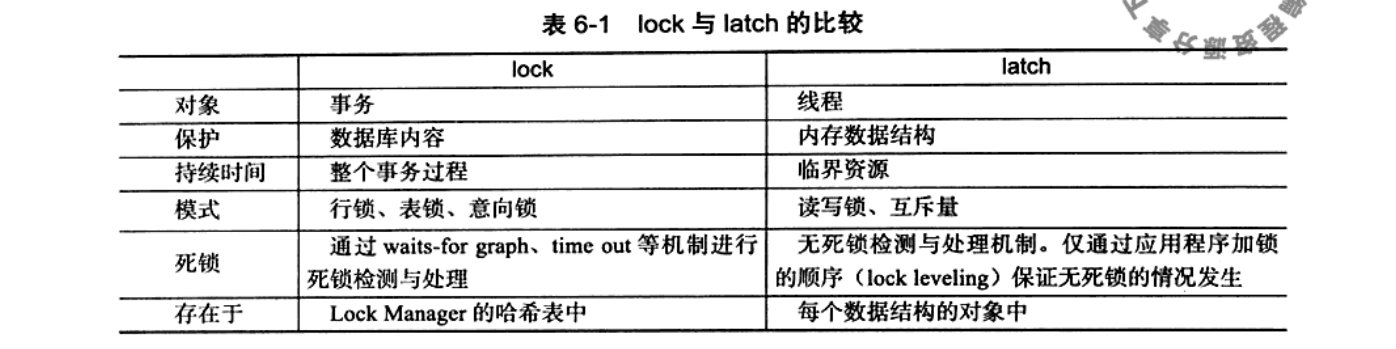 表 6-1 lock 与 latch 的比较
lock latch
对象 事务 线程
保护 数据库内容 内存数据结构
持续时间 整个事务过程 临界资源
模式 行锁、表锁、意向锁 读写锁、互斥量
死锁 通过 waits-for graph、time out 等机制进行
死锁检测与处理
无死锁检测与处理机制。仅通过应用程序加锁
的顺序（lock leveling）保证无死锁的情况发生
存在于 Lock Manager 的哈希表中 每个数据结构的对象中